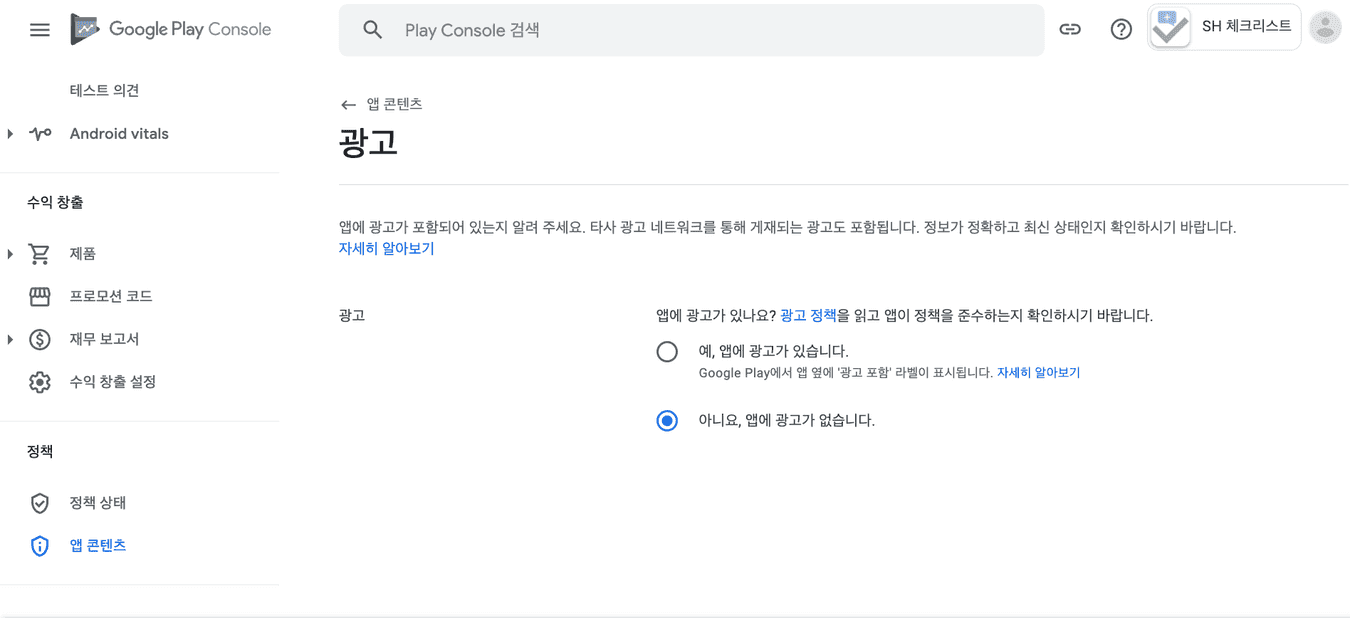 Google Play Console
Play Console 검색
SH 체크리스트
테스트 의견
Android vitals
수익 창출
제품
프로모션 코드
재무 보고서
수익 창출 설정
정책
정책 상태
앱 콘텐츠
앱 콘텐츠
광고
앱에 광고가 포함되어 있는지 알려 주세요. 타사 광고 네트워크를 통해 게재되는 광고도 포함됩니다. 정보가 정확하고 최신 상태인지 확인하시기 바랍니다.
자세히 알아보기
광고
앱에 광고가 있나요? 광고 정책을 읽고 앱이 정책을 준수하는지 확인하시기 바랍니다.
예, 앱에 광고가 있습니다.
Google Play에서 앱 옆에 '광고 포함' 라벨이 표시됩니다. 자세히 알아보기
아니요, 앱에 광고가 없습니다.